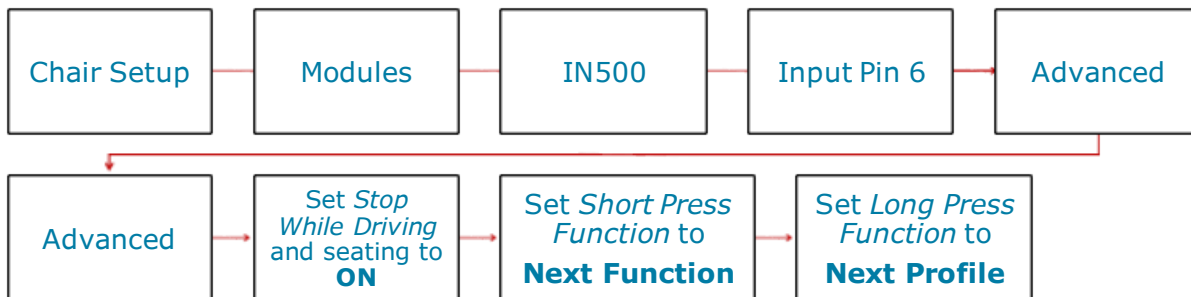 Chair Setup
Modules
IN500
Input Pin 6
Advanced
Advanced
Set Stop
While Driving
and seating to
ON
Set Short Press
Function to
Next Function
Set Long Press
Function to
Next Profile